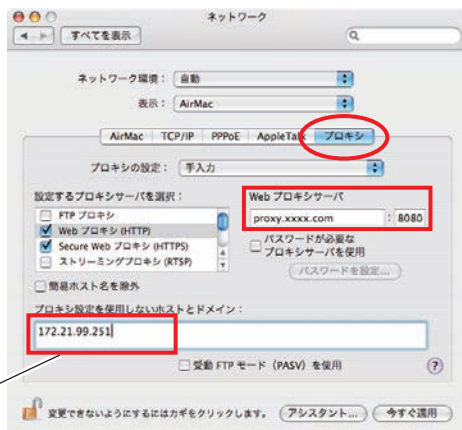 ネットワーク
すべてを表示
ネットワーク環境： 自動
表示： AirMac
AirMac TCP/IP PPPoE AppleTalk プロキシ
プロキシの設定： 手入力
設定するプロキシサーバを選択：
FTP プロキシ
Web プロキシ (HTTP)
Secure Web プロキシ (HTTPS)
ストリーミングプロキシ (RTSP)
簡易ホスト名を除外
Web プロキシサーバ
proxy.xxxx.com : 8080
パスワードが必要な
プロキシサーバを使用
パスワードを設定...
プロキシ設定を使用しないホストとドメイン：
172.21.99.251
受動 FTP モード（PASV）を使用
?
変更できないようにするにはカギをクリックします。 アシスタント... 今すぐ適用